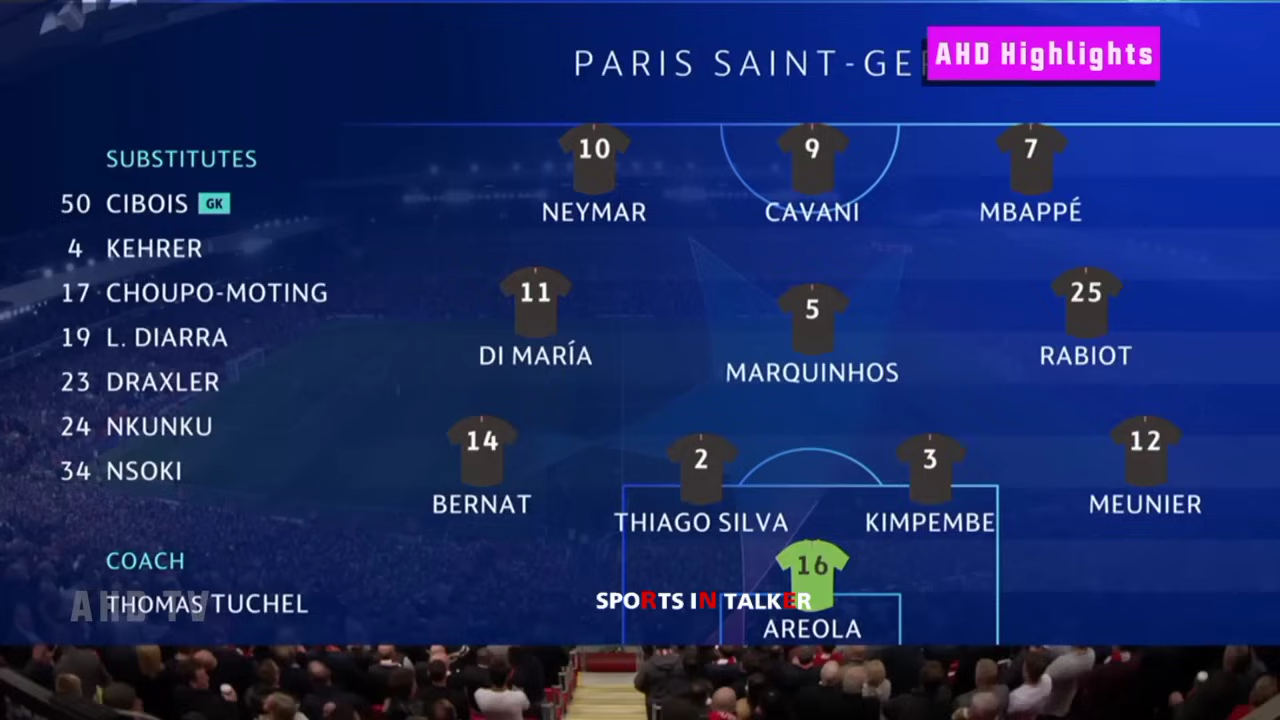 PARIS SAINT-GE
AHD Highlights
SUBSTITUTES
50 CIBOIS GK
4 KEHRER
17 CHOUPO-MOTING
19 L. DIARRA
23 DRAXLER
24 NKUNKU
34 NSOKI
COACH
THOMAS TUCHEL
AHD TV
10
NEYMAR
9
CAVANI
7
MBAPPÉ
11
DI MARÍA
5
MARQUINHOS
25
RABIOT
14
BERNAT
2
THIAGO SILVA
3
KIMPEMBE
12
MEUNIER
16
SPORTS IN TALKER
AREOLA